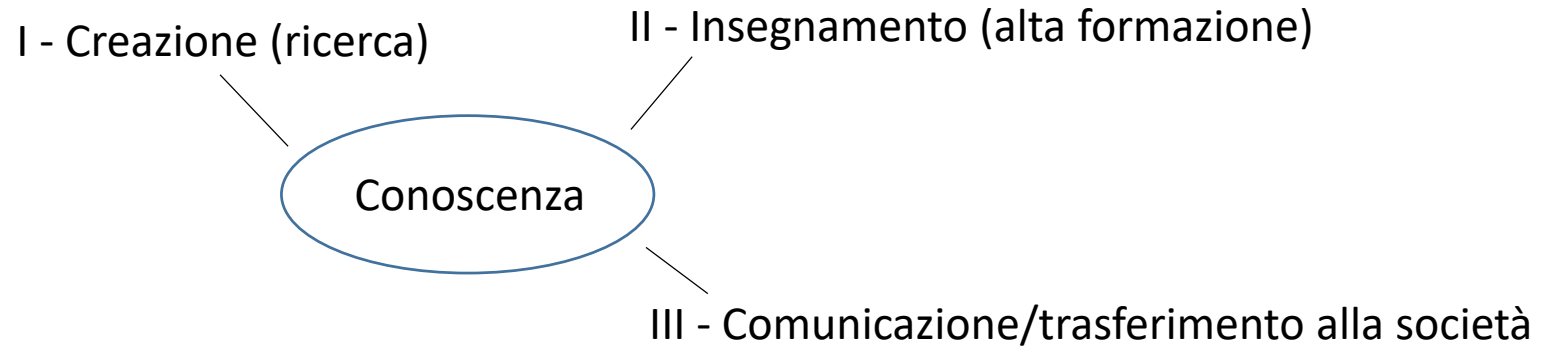 I - Creazione (ricerca)
II - Insegnamento (alta formazione)
Conoscenza
III - Comunicazione/trasferimento alla società